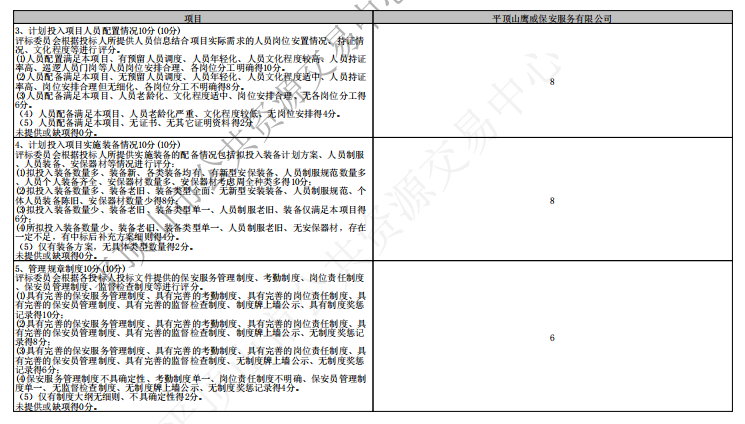 项目
平顶山鹰威保安服务有限公司
3、计划投入项目人员配置情况10分(10分)
评标委员会根据投标人所提供人员信息结合项目实际需求的人员岗位安置情况、持证情
况、文化程度等进行评分。
(1)人员配置满足本项目、有预留人员调度、人员年轻化、人员文化程度较高、人员持证
率高、巡逻人员门岗等人员岗位安排合理、各岗位分工明确得10分。
(2)人员配备满足本项目、无预留人员调度、人员年轻化、人员文化程度适中、人员持证
率高、岗位安排合理但无细化、各岗位分工不明确得8分。
(3)人员配备满足本项目、人员老龄化、文化程度适中、岗位安排合理、无各岗位分工得
6分。
（4）人员配备满足本项目、人员老龄化严重、文化程度较低、无岗位安排得4分。
（5）人员配备满足本项目、无证书、无其它证明资料得2分
未提供或缺项得0分。
8
4、计划投入项目实施装备情况10分(10分)
评标委员会根据投标人所提供实施装备的配备情况包括拟投入装备计划方案、人员制服
、人员装备、安保器材等情况进行评分：
(1)拟投入装备数量多、装备新、各类装备均有、有新型安保装备、人员制服规范数量多
、人员个人装备齐全、安保器材数量多、安保器材考虑周全种类多得10分；
(2)拟投入装备数量多、装备老旧、装备类型全面、无新型安装装备、人员制服规范、个
体人员装备陈旧、安保器材数量少得8分；
(3)拟投入装备数量少、装备老旧、装备类型单一、人员制服老旧、装备仅满足本项目得
6分；
(4)所拟投入装备数量少、装备老旧、装备类型单一、人员制服老旧、无安保器材，存在
一定不足，有中标后补充方案细则得4分。
（5）仅有装备方案，无具体类型数量得2分。
未提供或缺项得0分。
8
5、管理规章制度10分(10分)
评标委员会根据各投标人投标文件提供的保安服务管理制度、考勤制度、岗位责任制度
、保安员管理制度、监督检查制度等进行评分。
(1)具有完善的保安服务管理制度、具有完善的考勤制度、具有完善的岗位责任制度、具
有完善的保安员管理制度、具有完善的监督检查制度、制度牌上墙公示、具有制度奖惩
记录得10分；
(2)具有完善的保安服务管理制度、具有完善的考勤制度、具有完善的岗位责任制度、具
有完善的保安员管理制度、具有完善的监督检查制度、制度牌上墙公示、无制度奖惩记
录得8分；
(3)具有完善的保安服务管理制度、具有完善的考勤制度、具有完善的岗位责任制度、具
有完善的保安员管理制度、具有完善的监督检查制度、无制度牌上墙公示、无制度奖惩
记录得6分；
(4)保安服务管理制度不具确定性、考勤制度单一、岗位责任制度不明确、保安员管理制
度单一、无监督检查制度、无制度牌上墙公示、无制度奖惩记录得4分。
（5）仅有制度大纲无细则、不具确定性得2分。
未提供或缺项得0分。
6